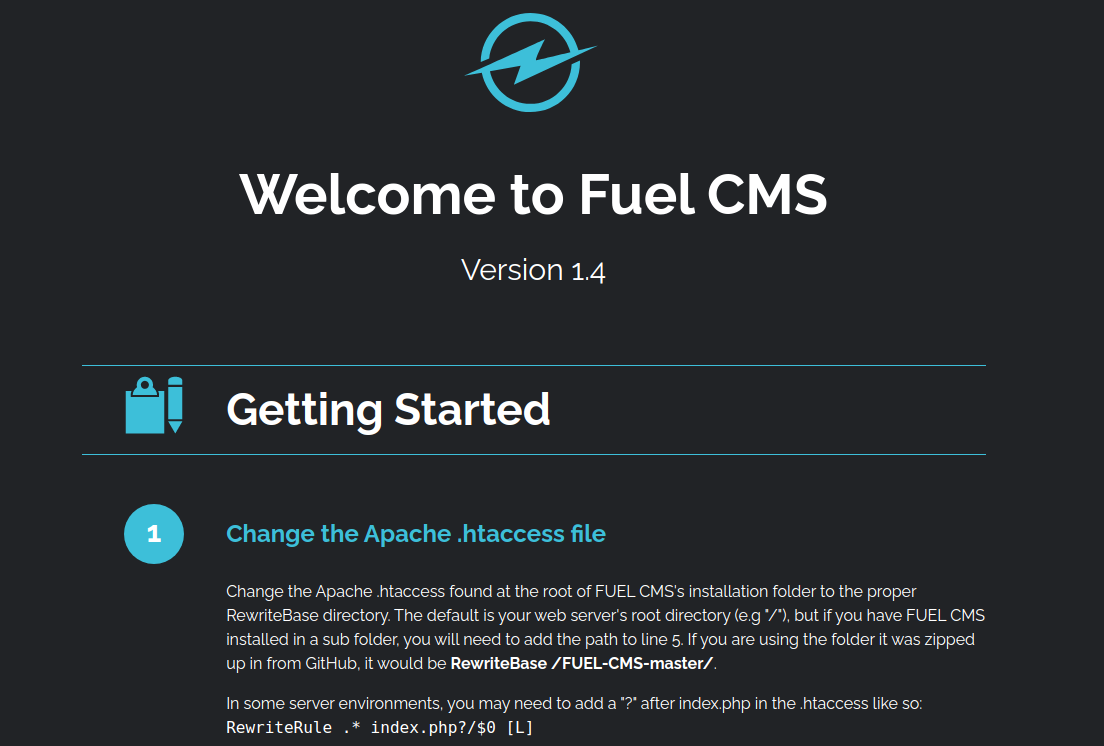 Welcome to Fuel CMS
Version 1.4
Getting Started
1
Change the Apache .htaccess file
Change the Apache .htaccess found at the root of FUEL CMS's installation folder to the proper
RewriteBase directory. The default is your web server's root directory (e.g "/"), but if you have FUEL CMS
installed in a sub folder, you will need to add the path to line 5. If you are using the folder it was zipped
up in from GitHub, it would be RewriteBase /FUEL-CMS-master/.
In some server environments, you may need to add a "?" after index.php in the .htaccess like so:
RewriteRule .* index.php?/$0 [L]